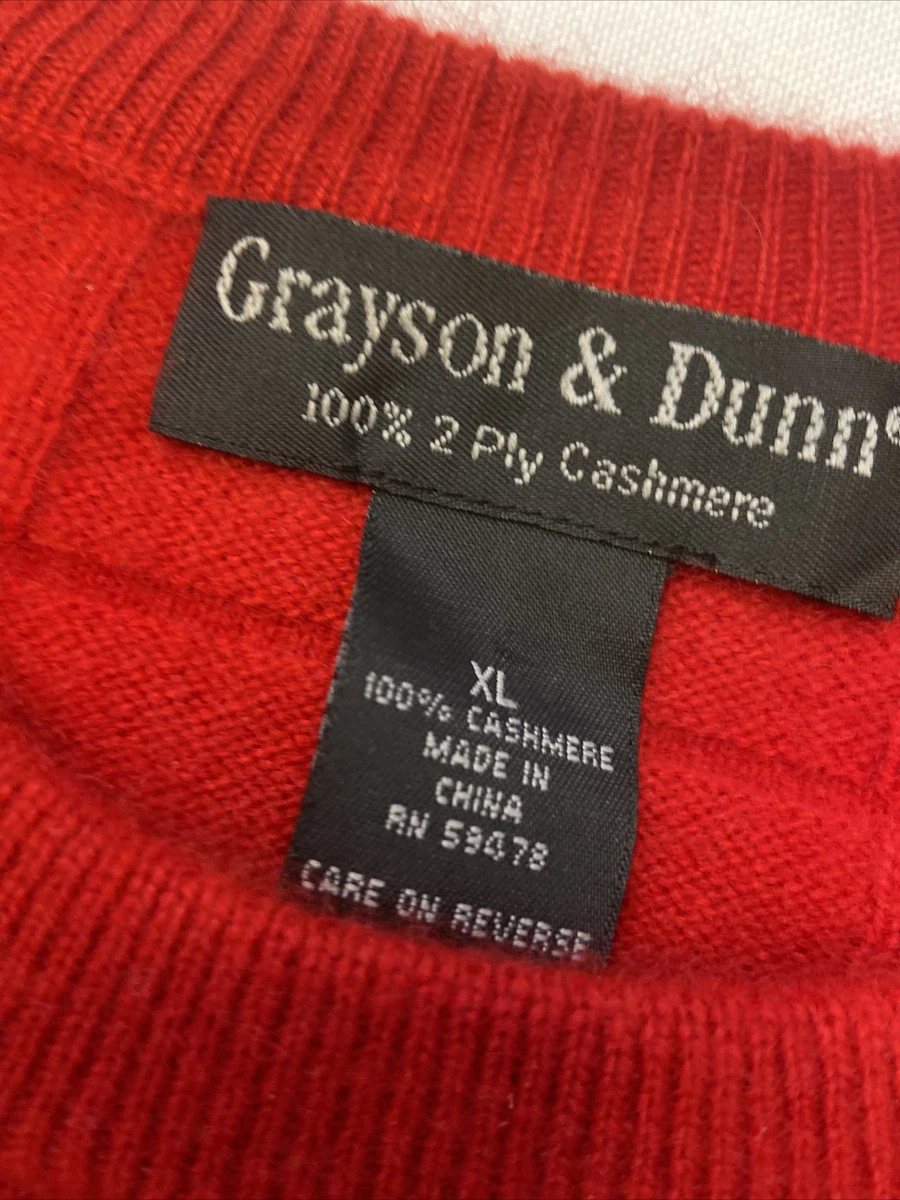 Grayson & Dunn
100% 2 Ply Cashmere
XL
100% CASHMERE
MADE IN
CHINA
RN 59478
CARE ON REVERSE